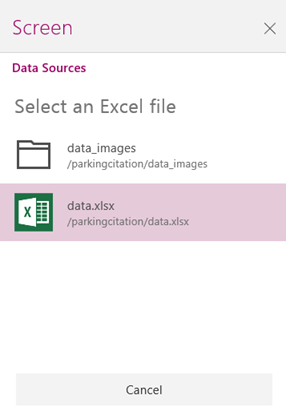 Screen
Data Sources
Select an Excel file
data_images
/parkingcitation/data_images
data.xlsx
/parkingcitation/data.xlsx
Cancel